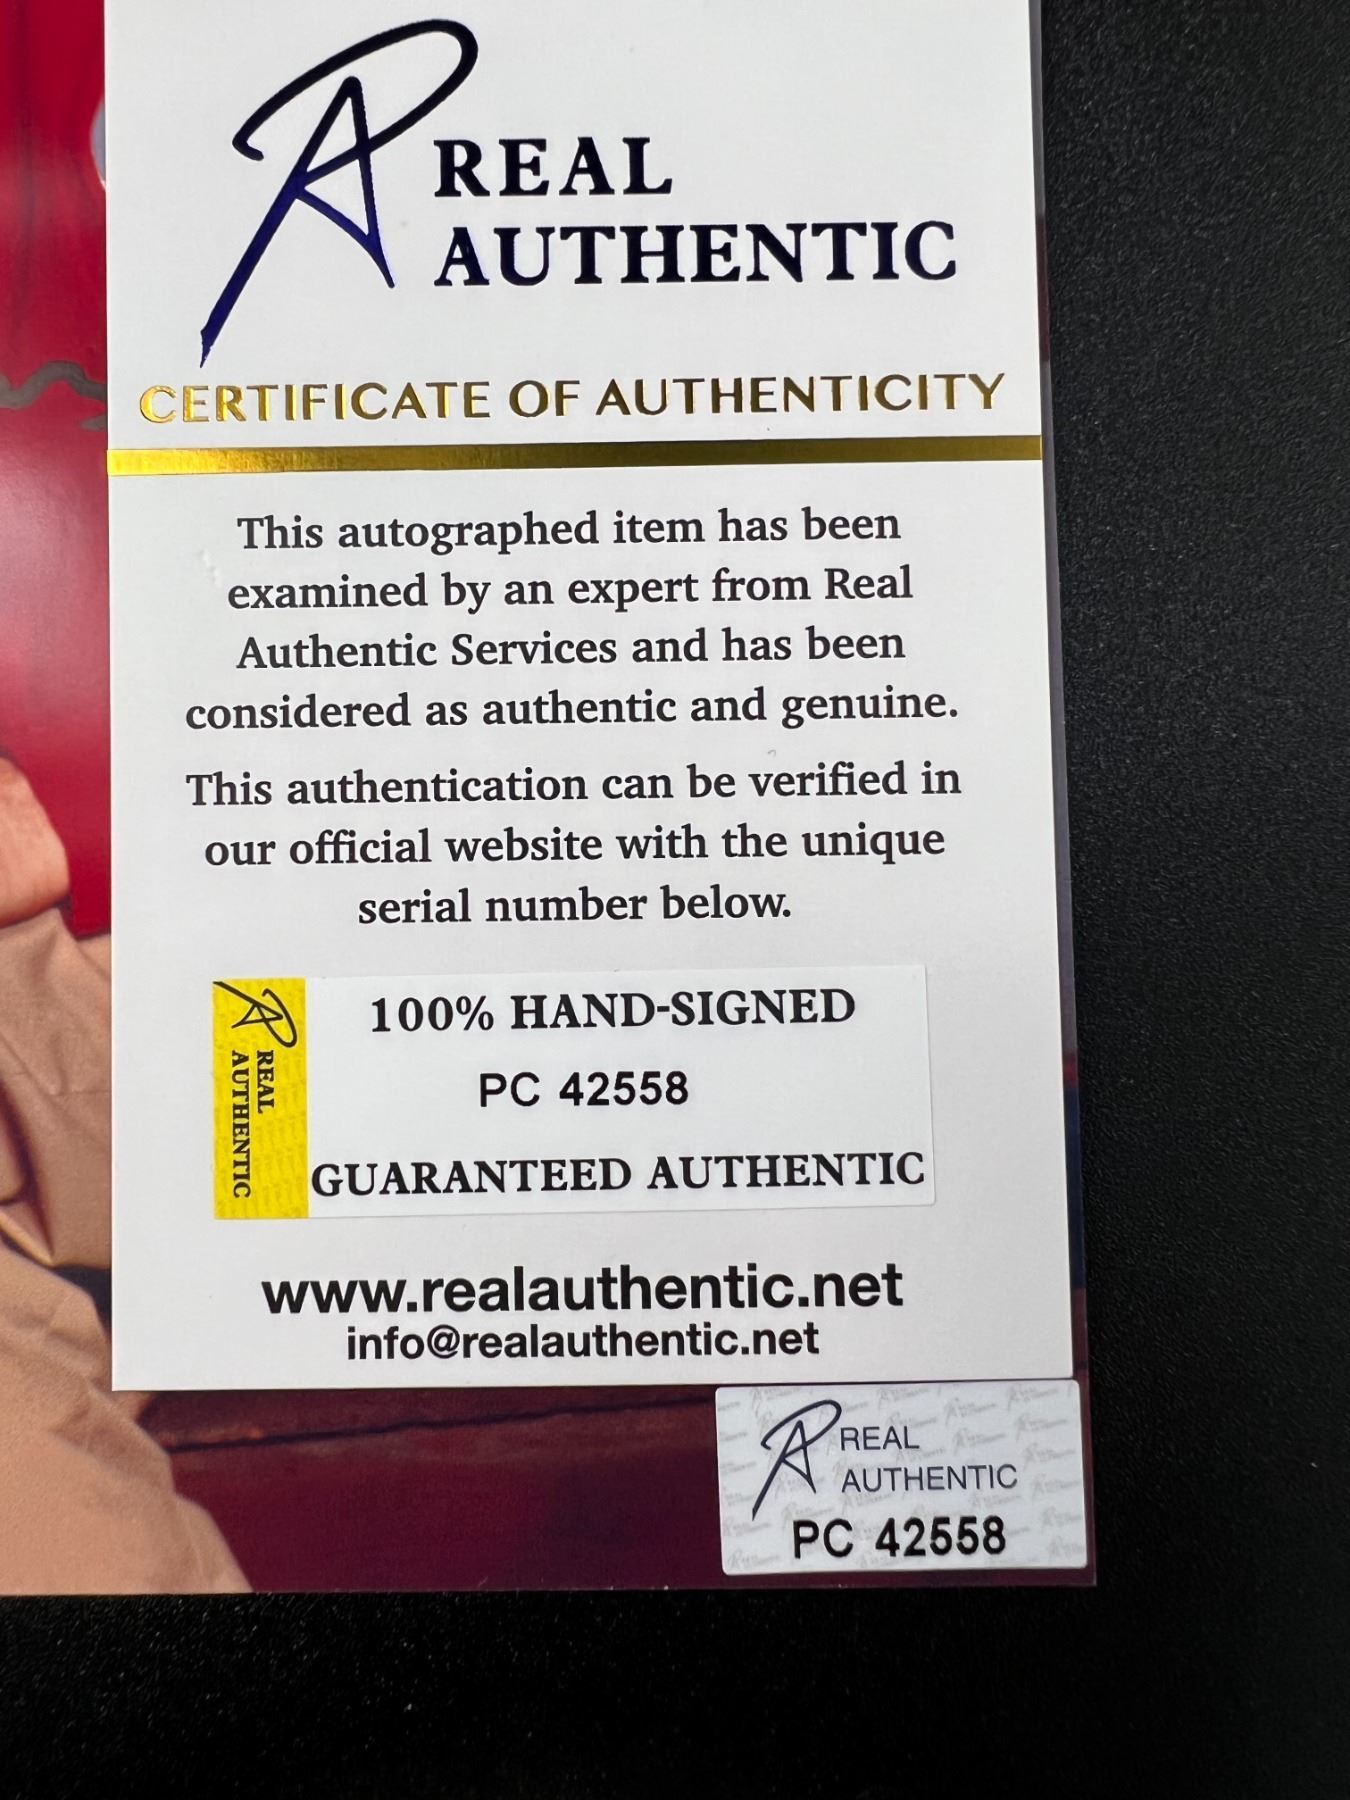 REAL
AUTHENTIC
CERTIFICATE OF AUTHENTICITY
This autographed item has been
examined by an expert from Real
Authentic Services and has been
considered as authentic and genuine.
This authentication can be verified in
our official website with the unique
serial number below.
REAL
AUTHENTIC
100% HAND-SIGNED
PC 42558
GUARANTEED AUTHENTIC
www.realauthentic.net
info@realauthentic.net
REAL
AUTHENTIC
PC 42558